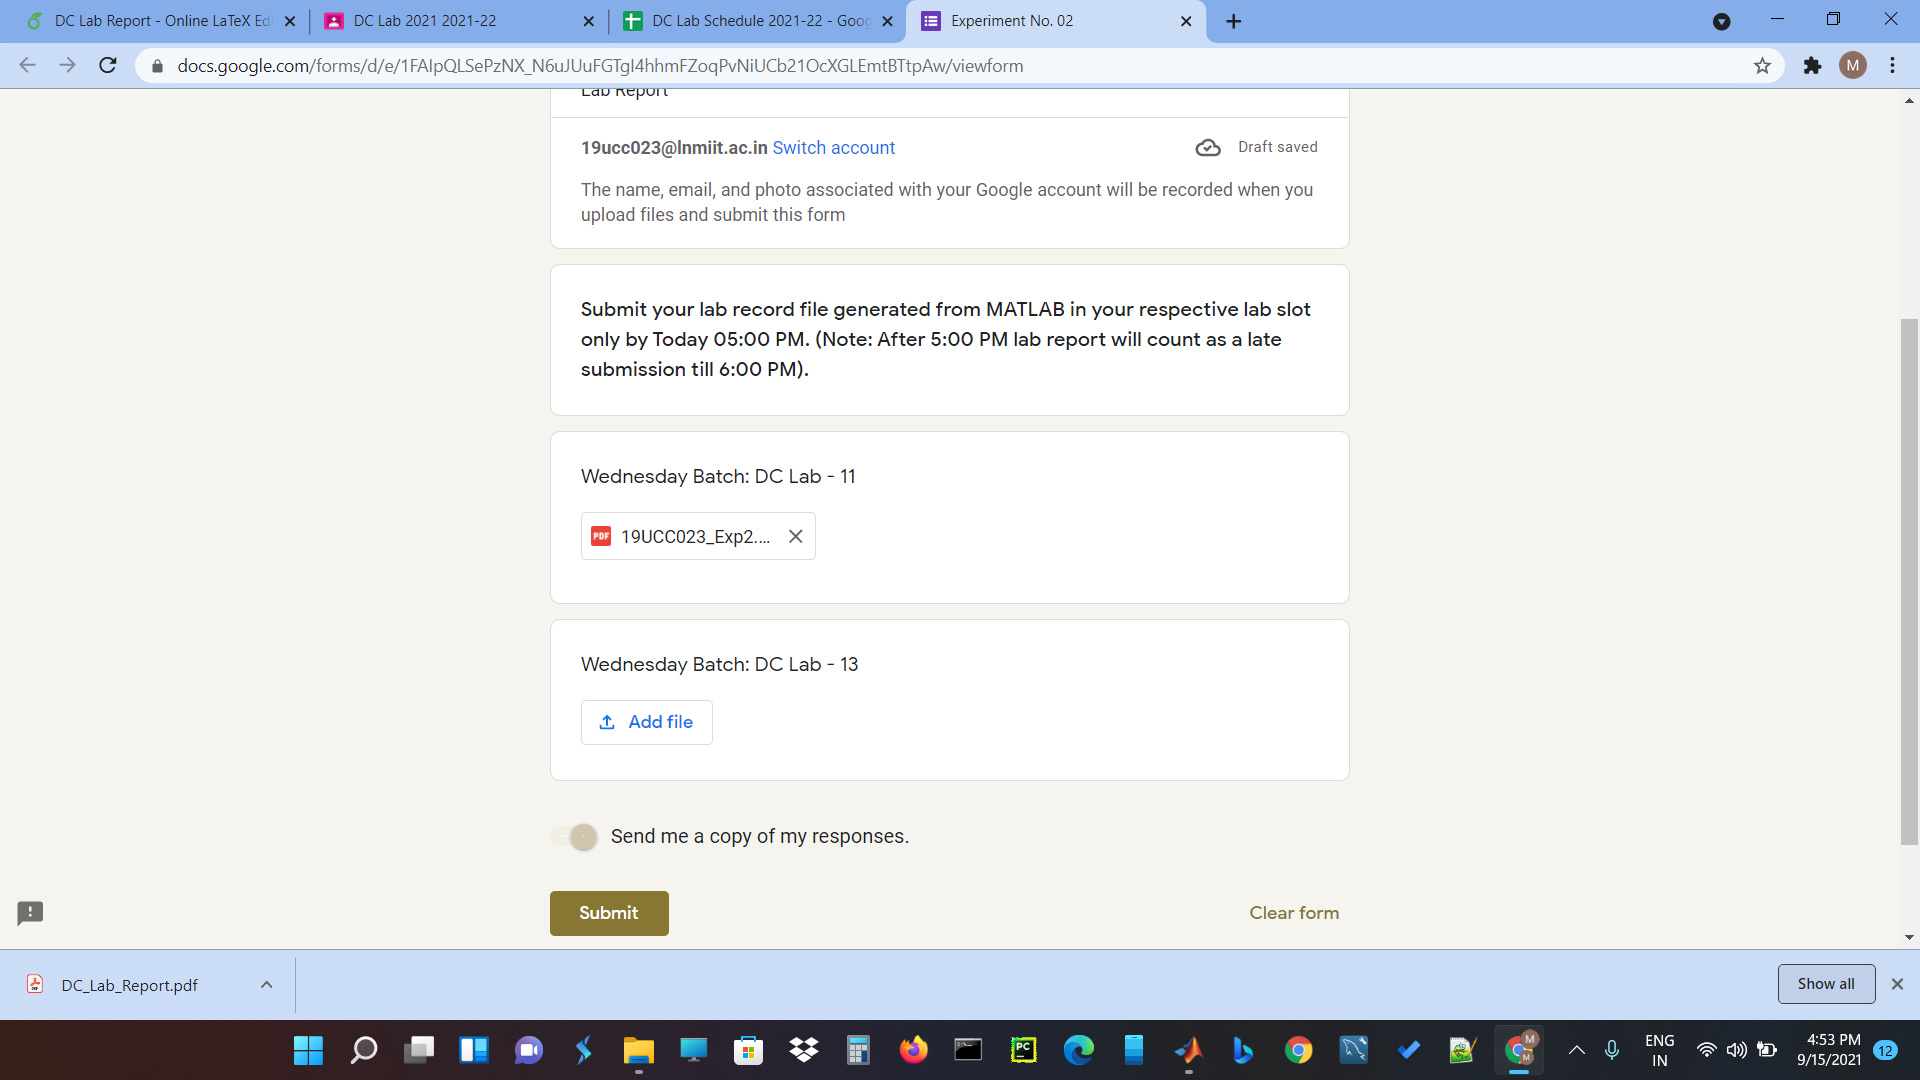 DC Lab Report - Online LaTeX Edi
DC Lab 2021 2021-22
DC Lab Schedule 2021-22 - Goog
Experiment No. 02
docs.google.com/forms/d/e/1FAIpQLSePzNX_N6uJUuFGTgI4hhmFZoqPvNiUCb21OcXGLEmtBTtpAw/viewform
M
Lab Report
19ucc023@lnmiit.ac.in Switch account
Draft saved
The name, email, and photo associated with your Google account will be recorded when you
upload files and submit this form
Submit your lab record file generated from MATLAB in your respective lab slot
only by Today 05:00 PM. (Note: After 5:00 PM lab report will count as a late
submission till 6:00 PM).
Wednesday Batch: DC Lab - 11
PDF 19UCC023_Exp2....
Wednesday Batch: DC Lab - 13
Add file
Send me a copy of my responses.
Submit
Clear form
DC_Lab_Report.pdf
Show all
PC
M
M
ENG
IN
4:53 PM
9/15/2021
12